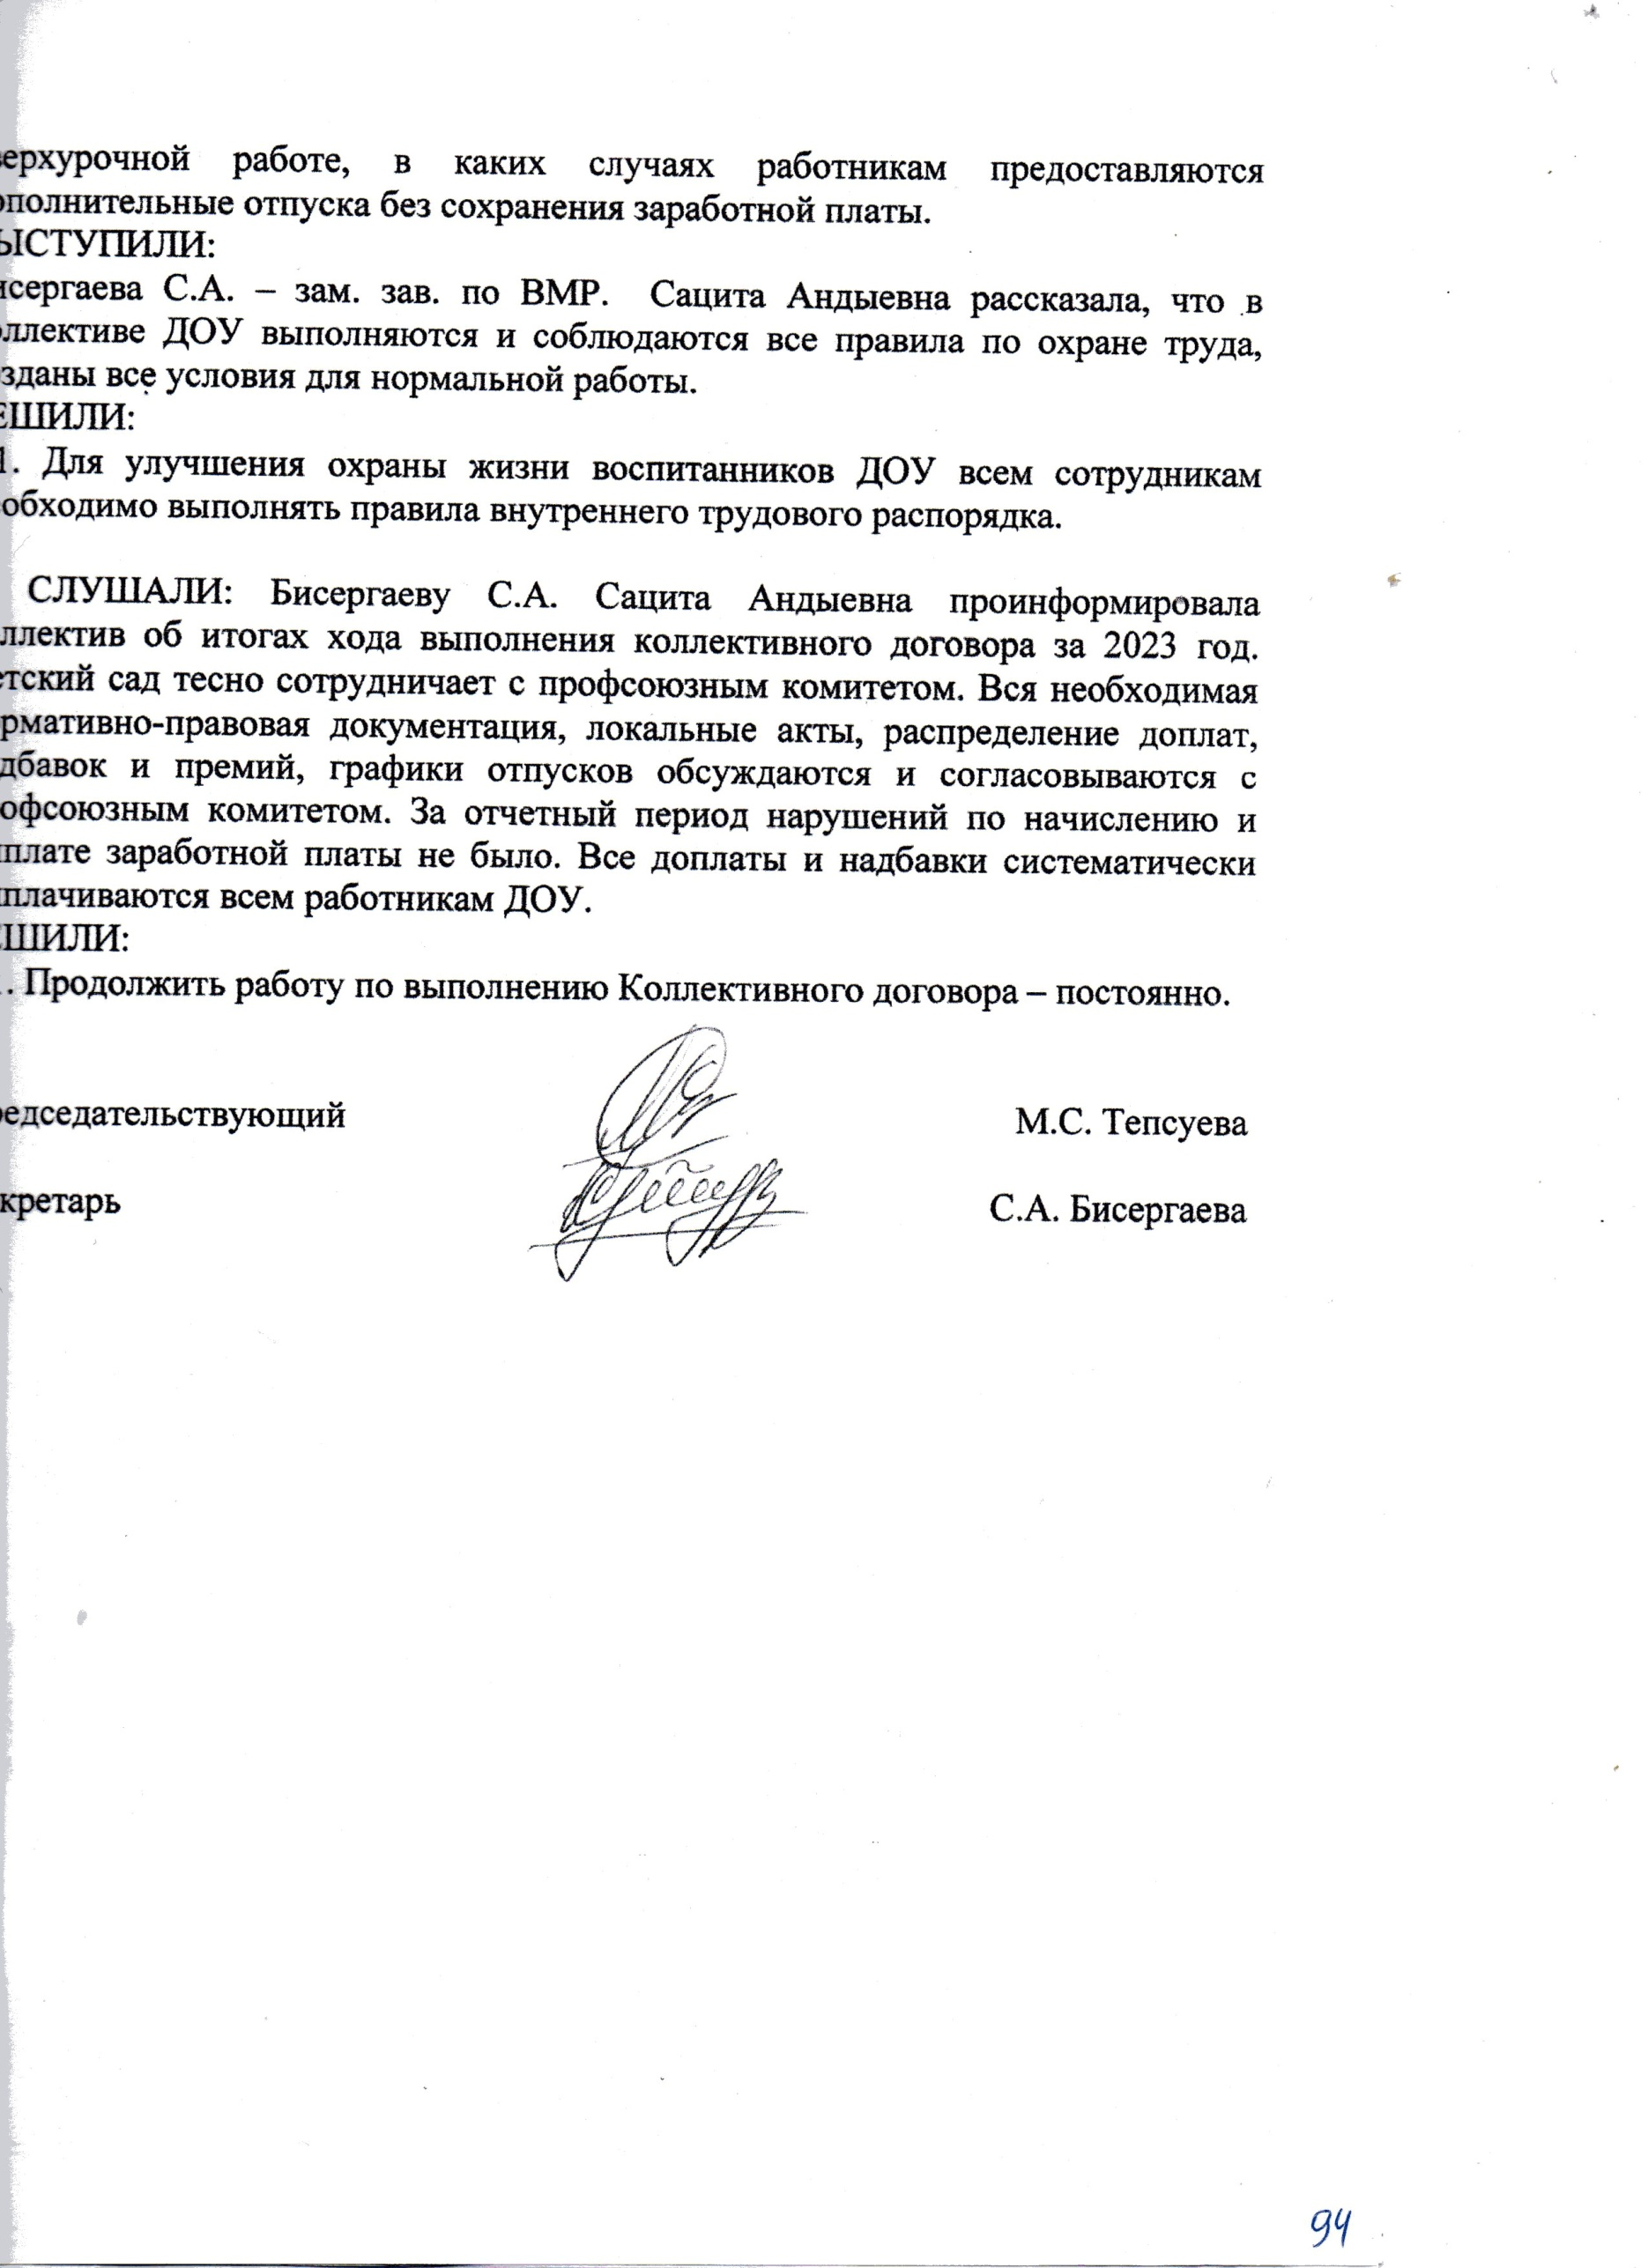 верхурочной работе, в каких случаях работникам предоставляются
ополнительные отпуска без сохранения заработной платы.
ЫСТУПИЛИ:
исергаева С.А. – зам. зав. по ВМР. Сацита Андыевна рассказала, что в
оллективе ДОУ выполняются и соблюдаются все правила по охране труда,
зданы все условия для нормальной работы.
ЕШИЛИ:
1. Для улучшения охраны жизни воспитанников ДОУ всем сотрудникам
обходимо выполнять правила внутреннего трудового распорядка.
СЛУШАЛИ: Бисергаеву С.А. Сацита Андыевна проинформировала
ллектив об итогах хода выполнения коллективного договора за 2023 год.
етский сад тесно сотрудничает с профсоюзным комитетом. Вся необходимая
рмативно-правовая документация, локальные акты, распределение доплат,
дбавок и премий, графики отпусков обсуждаются и согласовываются с
офсоюзным комитетом. За отчетный период нарушений по начислению и
плате заработной платы не было. Все доплаты и надбавки систематически
плачиваются всем работникам ДОУ.
ШИЛИ:
. Продолжить работу по выполнению Коллективного договора – постоянно.
редседательствующий М.С. Тепсуева
кретарь С.А. Бисергаева
94